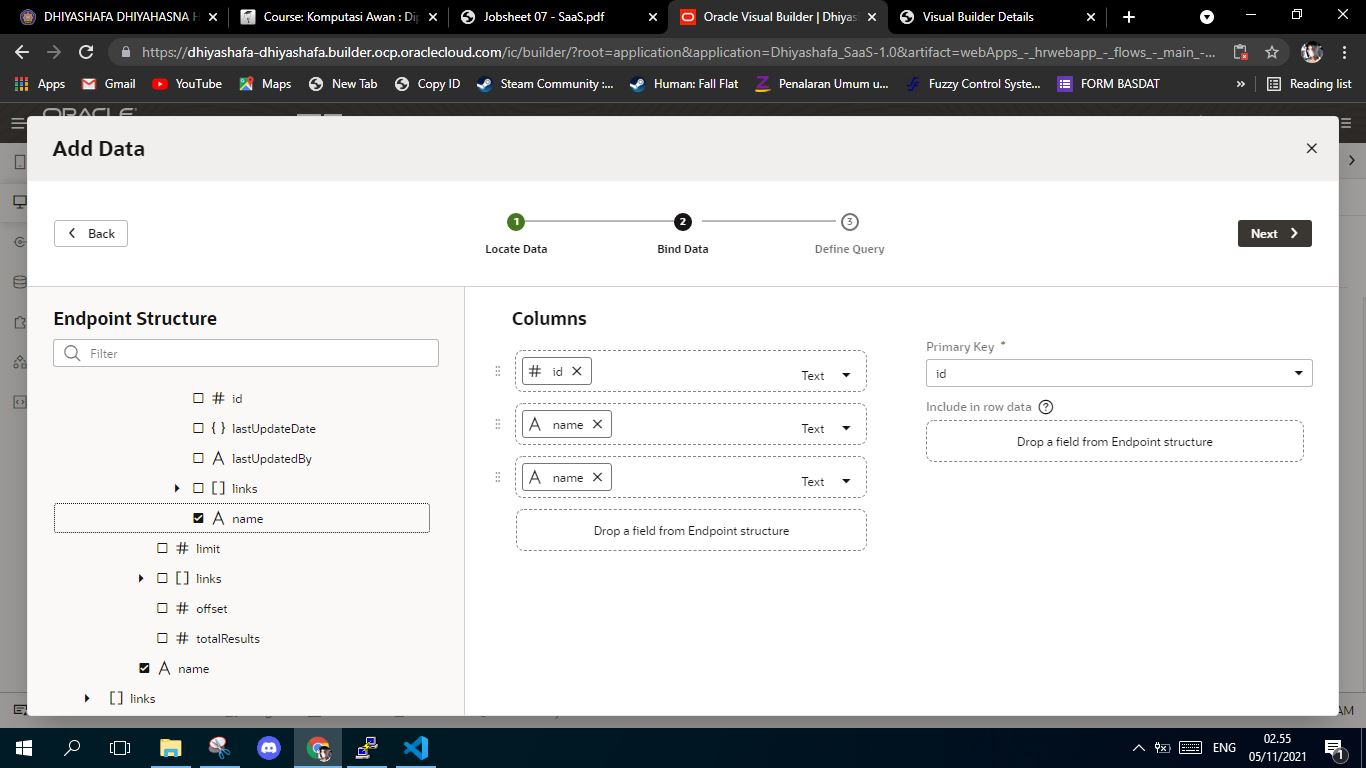 DHIYASHAFA DHIYAHASNA H
Course: Komputasi Awan : Dip
Jobsheet 07 - SaaS.pdf
Oracle Visual Builder | Dhiyash
Visual Builder Details
https://dhiyashafa-dhiyashafa.builder.ocp.oraclecloud.com/ic/builder/?root=application&application=Dhiyashafa_SaaS-1.0&artifact=webApps_-_hrwebapp_-_flows_-_main_-...
Apps
Gmail
YouTube
Maps
New Tab
Copy ID
Steam Community :...
Human: Fall Flat
Penalaran Umum u...
Fuzzy Control Syste...
FORM BASDAT
»
Reading list
ORACLE
Add Data
Back
1
2
3
Locate Data
Bind Data
Define Query
Next
Endpoint Structure
Filter
# id
{ } lastUpdateDate
A lastUpdatedBy
[ ] links
A name
# limit
[ ] links
# offset
# totalResults
A name
[ ] links
Columns
# id
Text
A name
Text
A name
Text
Drop a field from Endpoint structure
Primary Key *
id
Include in row data ?
Drop a field from Endpoint structure
AM
ENG
02.55
05/11/2021
1